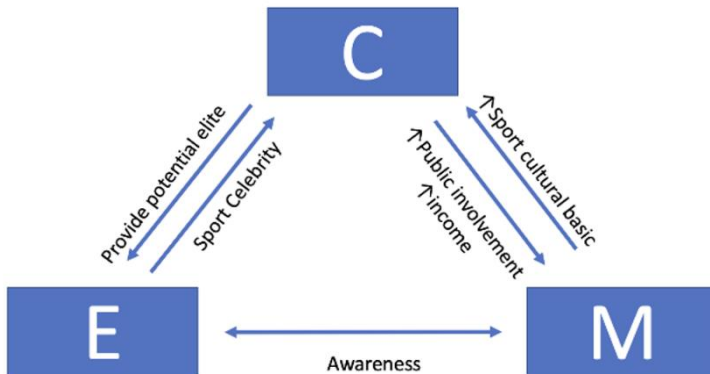 C
Provide potential elite
Sport Celebrity
↑Sport cultural basic
↑Public involvement
↑income
E
M
Awareness